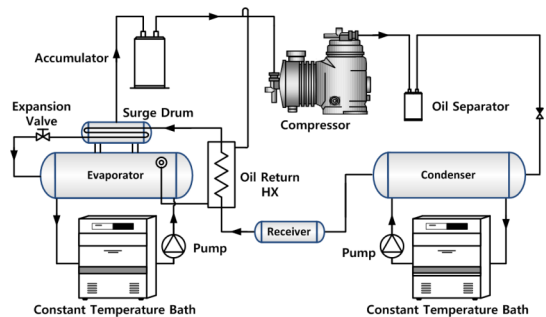 Accumulator
Expansion
Valve
Surge Drum
Compressor
Oil Separator
Evaporator
Oil Return
HX
Condenser
Receiver
Pump
Pump
Constant Temperature Bath
Constant Temperature Bath